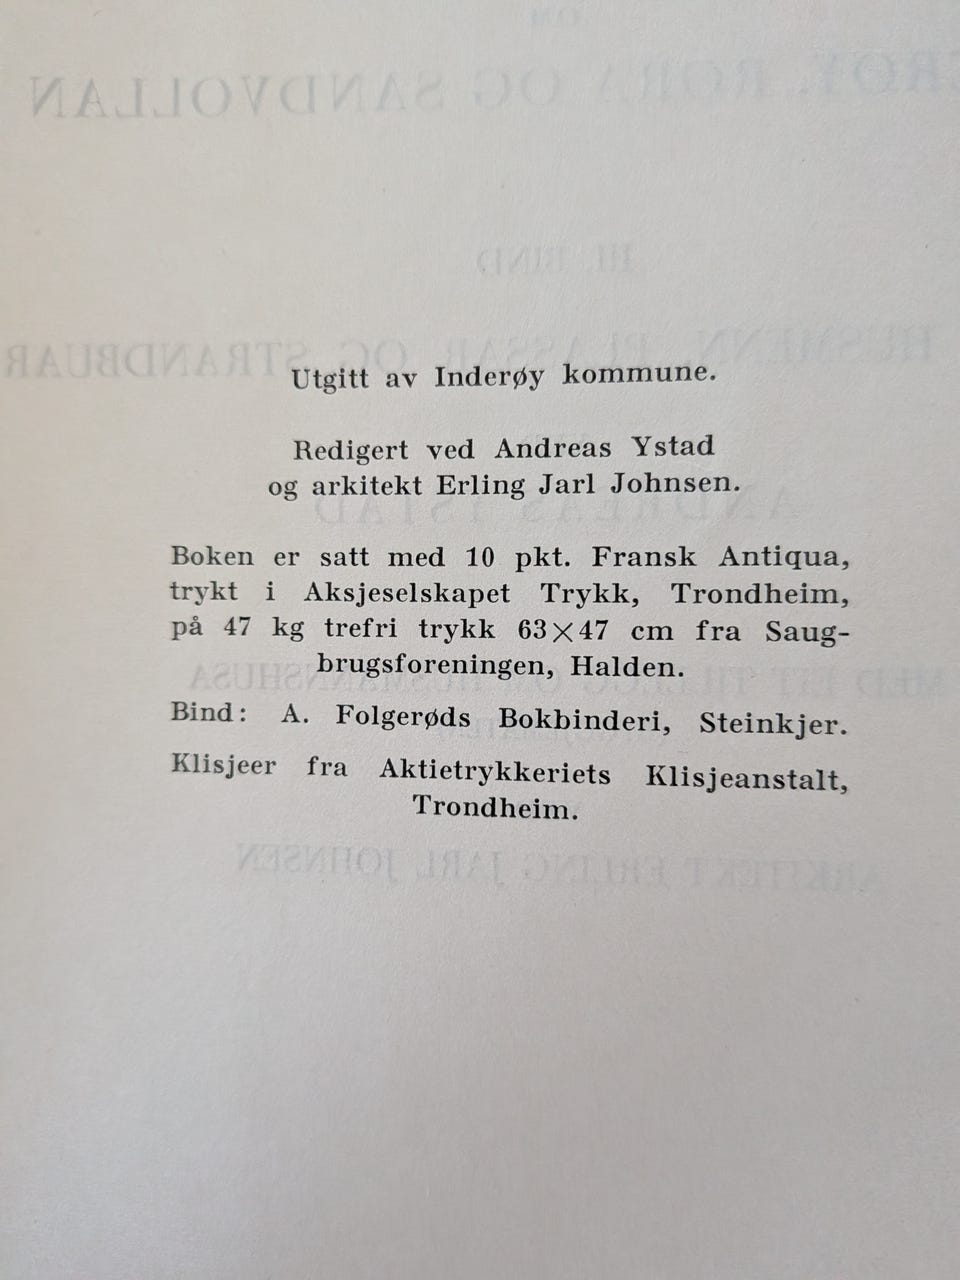 Utgitt av Inderøy kommune.
Redigert ved Andreas Ystad
og arkitekt Erling Jarl Johnsen.
Boken er satt med 10 pkt. Fransk Antiqua,
trykt i Aksjeselskapet Trykk, Trondheim,
på 47 kg trefri trykk 63×47 cm fra Saug-
brugsforeningen, Halden.
Bind: A. Folgerøds Bokbinderi, Steinkjer.
Klisjeer fra Aktietrykkeriets Klisjeanstalt,
Trondheim.